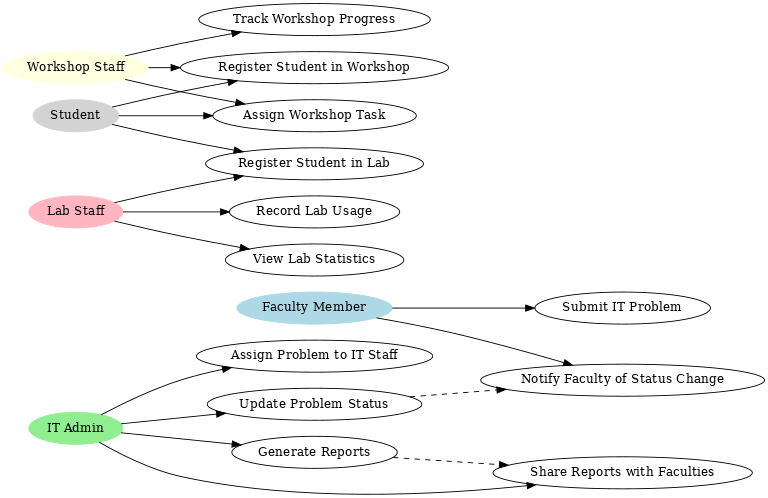 Track Workshop Progress
Workshop Staff
Register Student in Workshop
Student
Assign Workshop Task
Register Student in Lab
Lab Staff
Record Lab Usage
View Lab Statistics
Faculty Member
Submit IT Problem
Assign Problem to IT Staff
Notify Faculty of Status Change
Update Problem Status
IT Admin
Generate Reports
Share Reports with Faculties